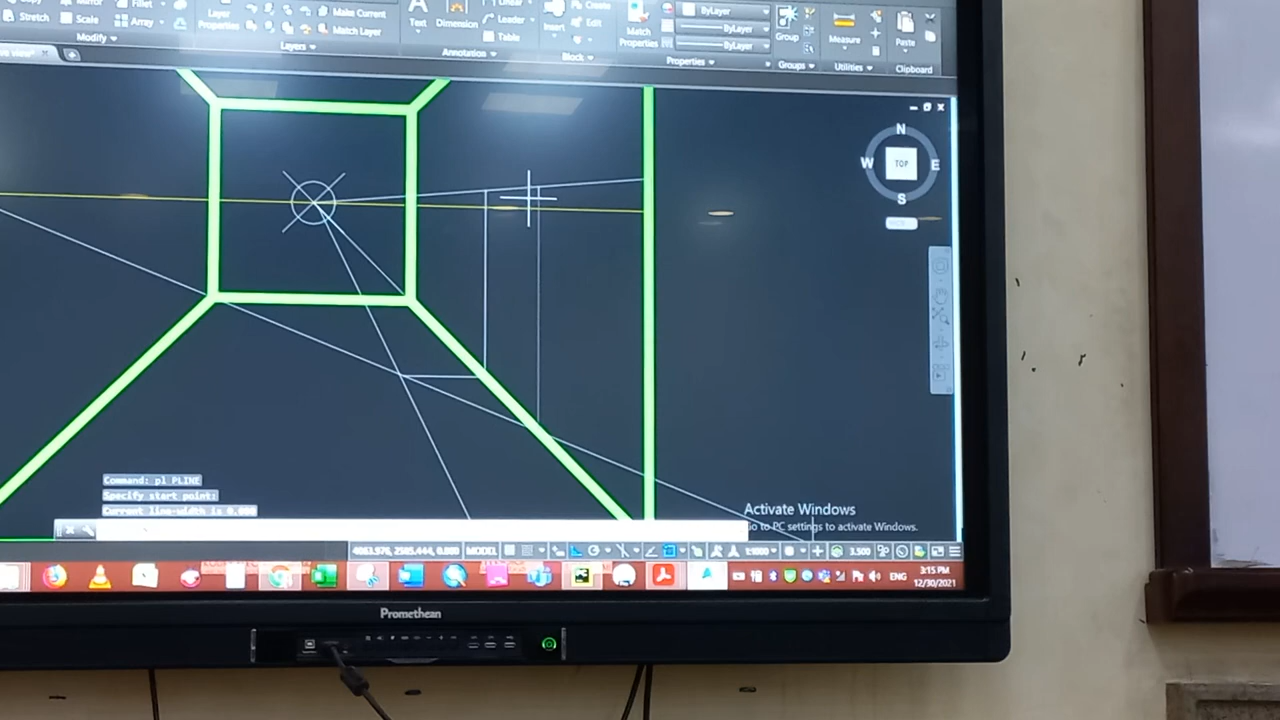 Copy
Mirror
Fillet
Make Current
Linear
Create
ByLayer
Stretch
Scale
Array
Layer
Properties
Match Layer
Text
Dimension
Leader
Table
Insert
Edit
Match
Properties
ByLayer
ByLayer
Group
Measure
Paste
Modify
Layers
Annotation
Block
Properties
Groups
Utilities
Clipboard
N
W
TOP
E
S
Command: pl PLINE
Specify start point:
Current line-width is 0.000
Activate Windows
Go to PC settings to activate Windows.
MODEL
3.500
ENG
3:15 PM
12/30/2021
Promethean